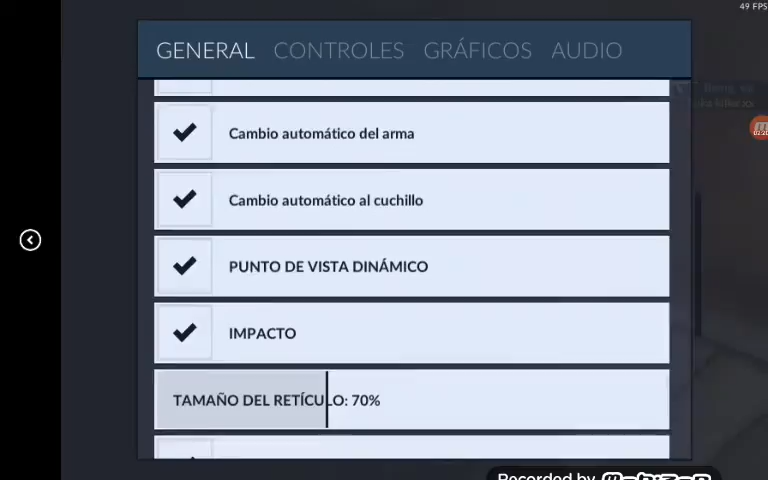 49 FPS
GENERAL CONTROLES GRÁFICOS AUDIO
Cambio automático del arma
Cambio automático al cuchillo
PUNTO DE VISTA DINÁMICO
IMPACTO
TAMAÑO DEL RETÍCULO: 70%
Recorded by